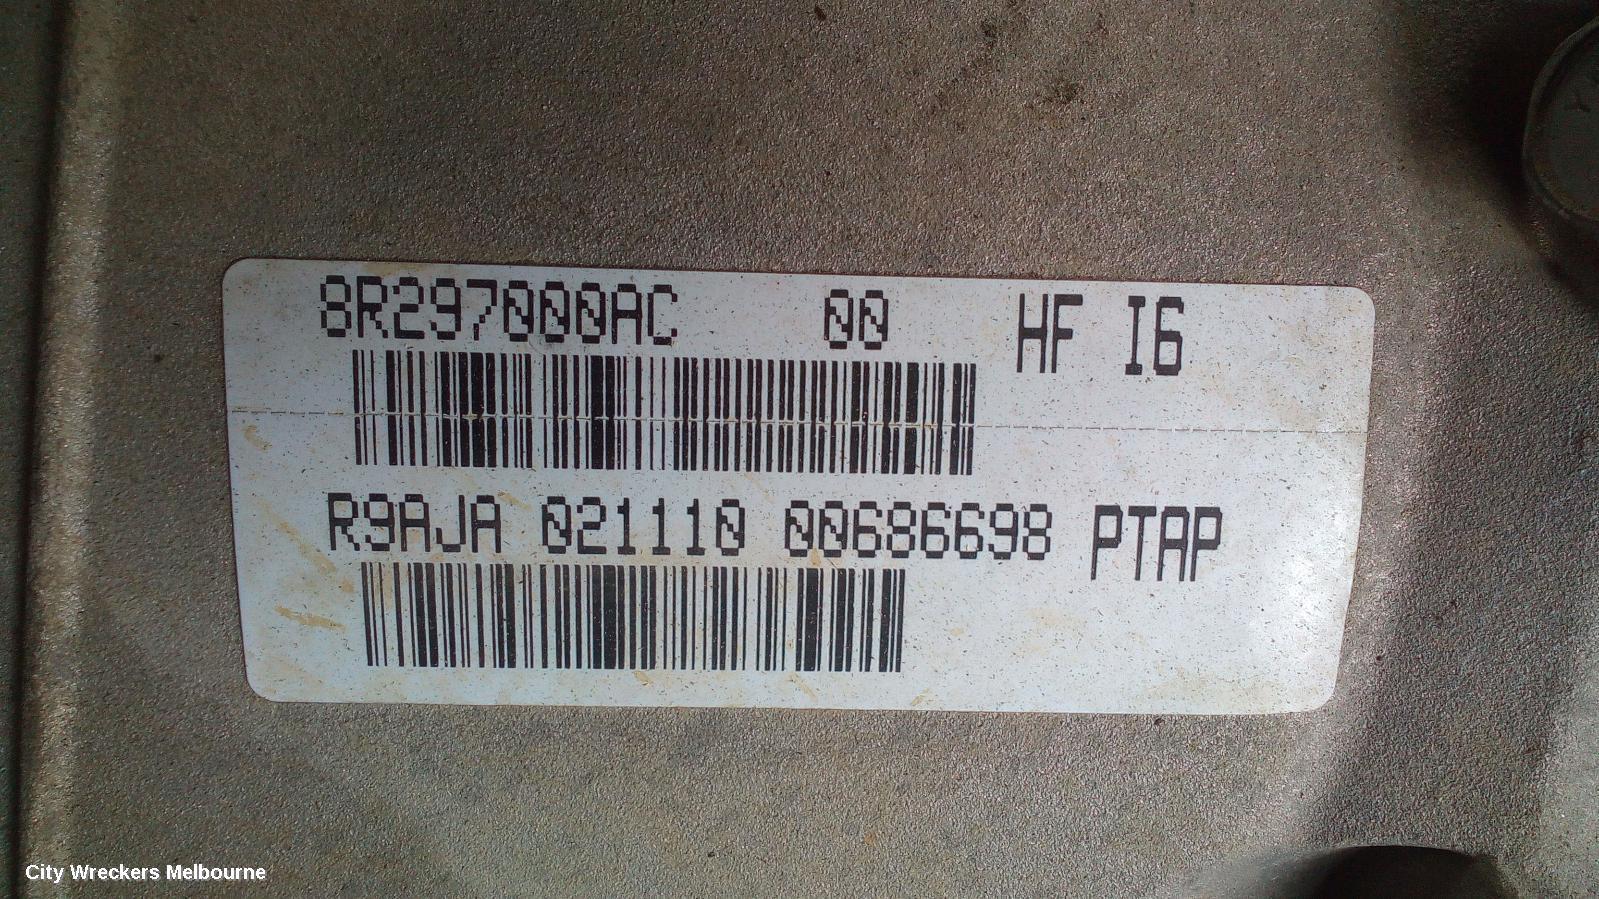 8R297000AC 00 HF I6
R9AJA 021110 00686698 PTAP
City Wreckers Melbourne